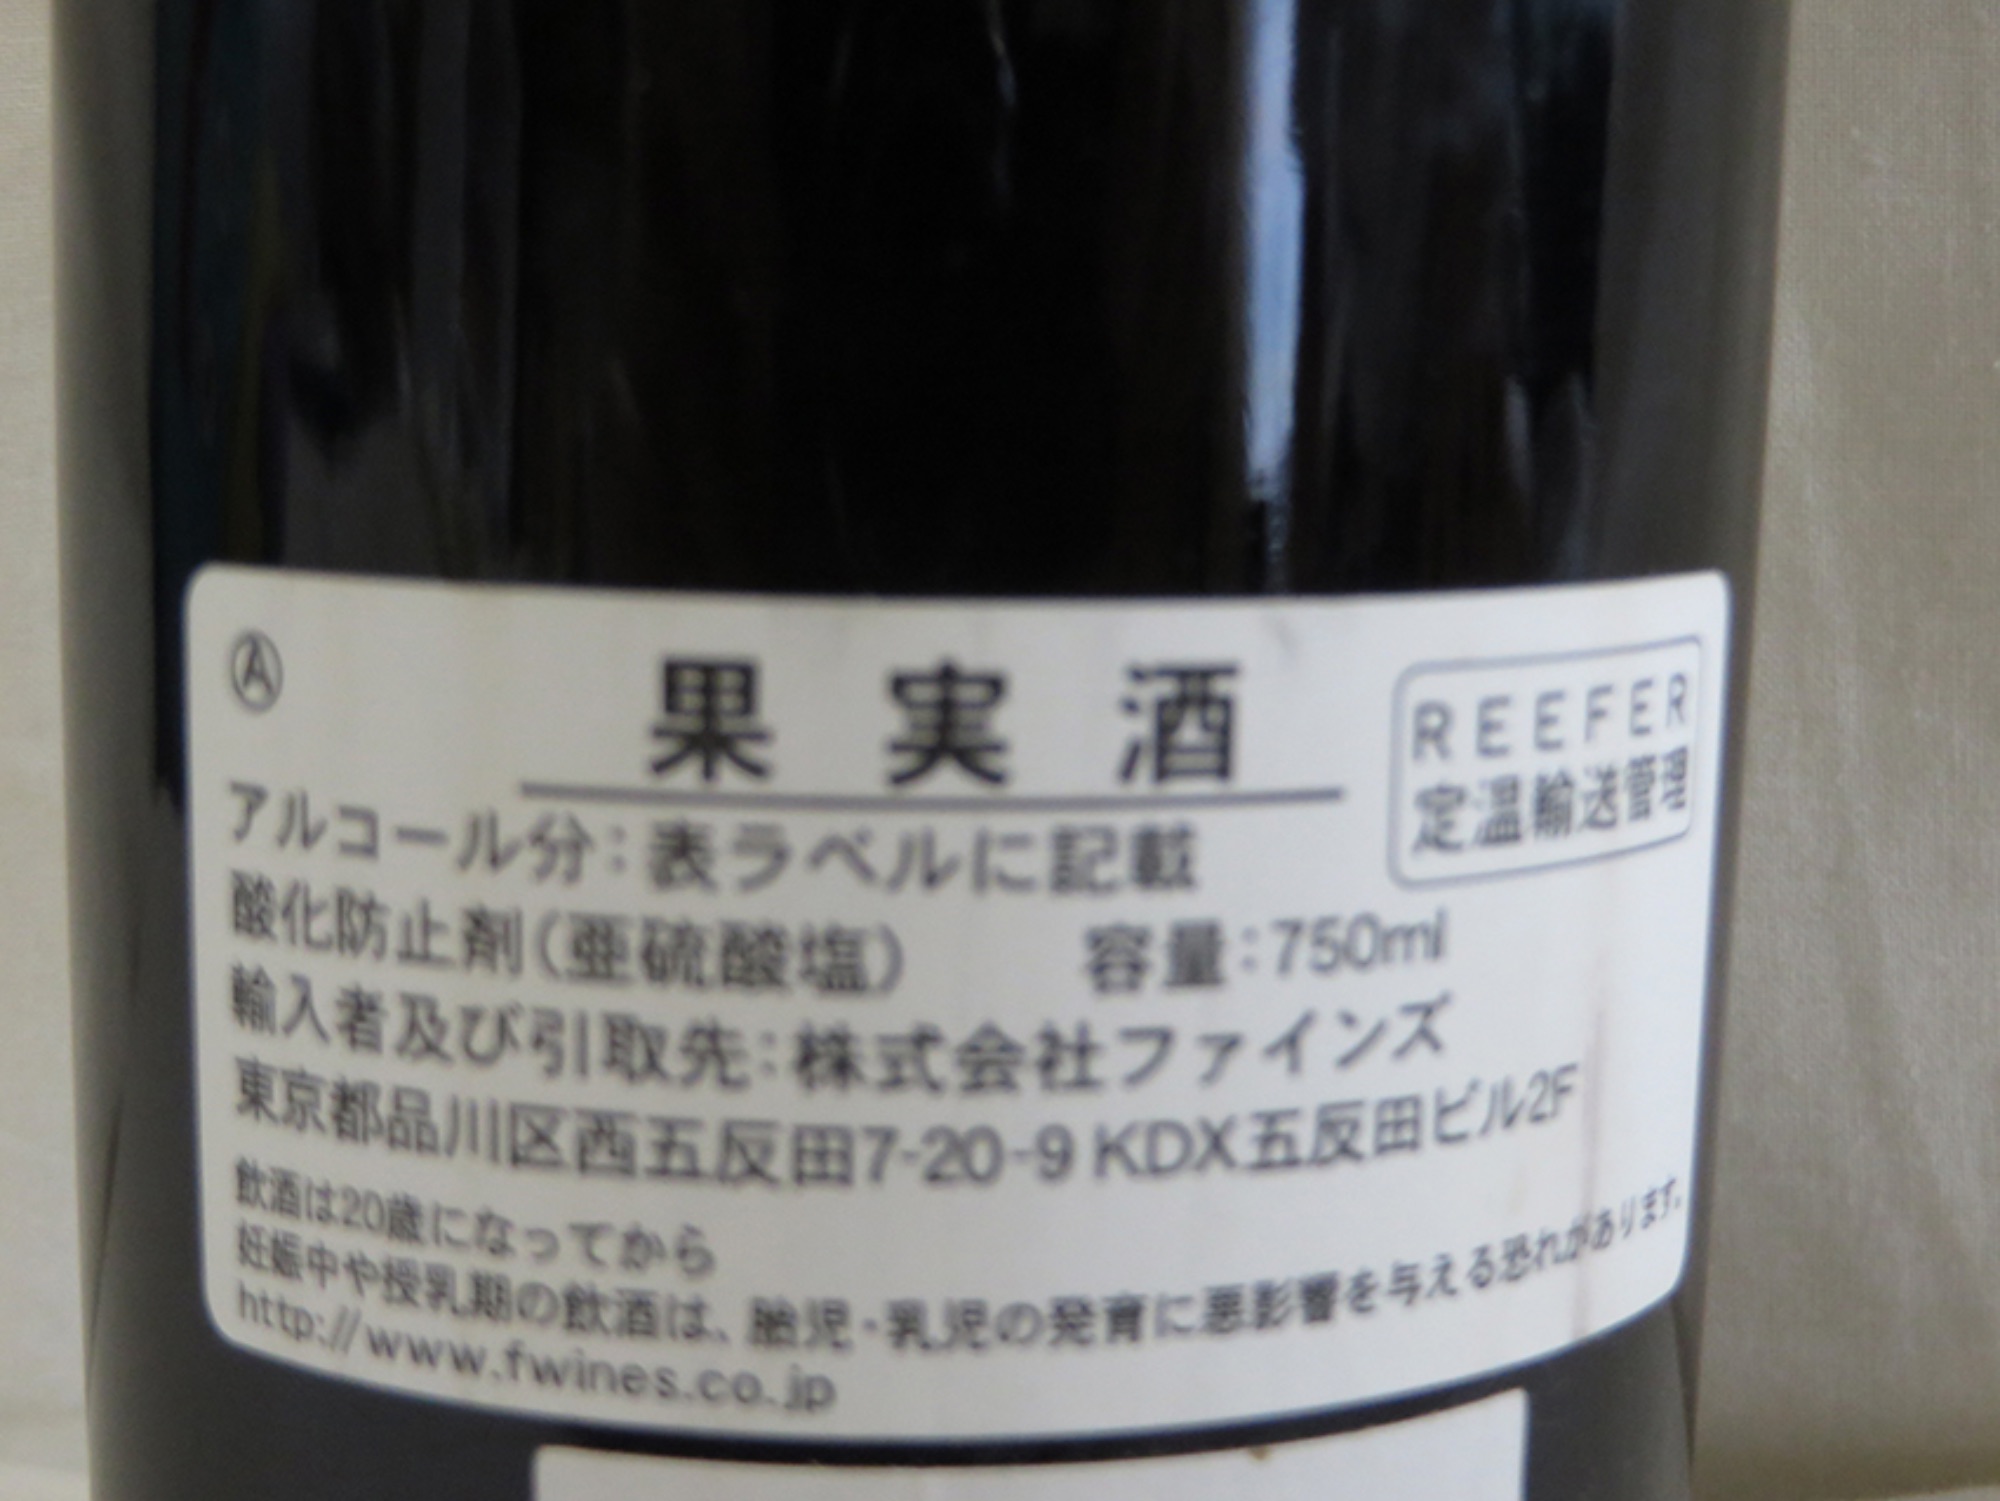 Ⓐ
果実酒
REEFER
定温輸送管理
アルコール分：表ラベルに記載
酸化防止剤（亜硫酸塩）　容量：750ml
輸入者及び引取先：株式会社ファインズ
東京都品川区西五反田7-20-9 KDX五反田ビル2F
飲酒は20歳になってから
妊娠中や授乳期の飲酒は、胎児・乳児の発育に悪影響を与える恐れがあります。
http://www.fwines.co.jp